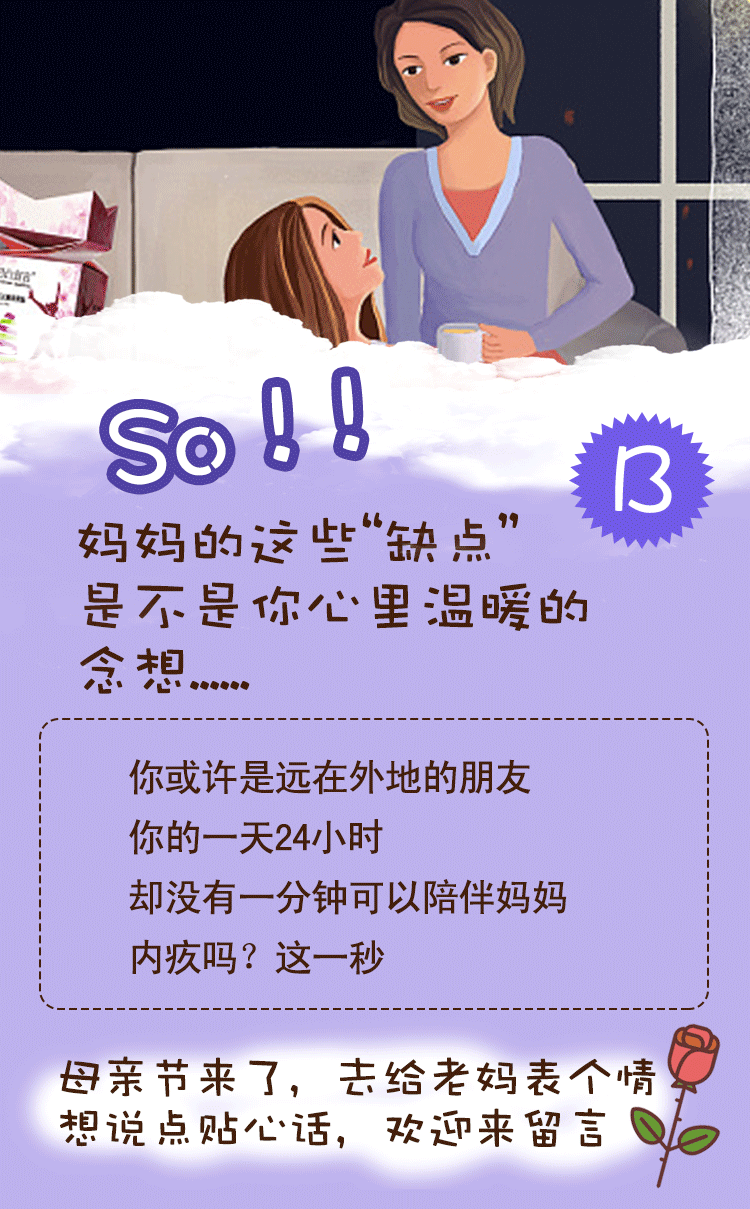 So!!
B
妈妈的这些“缺点”
是不是你心里温暖的
念想……
你或许是远在外地的朋友
你的一天24小时
却没有一分钟可以陪伴妈妈
内疚吗？这一秒
母亲节来了，去给老妈表个情
想说点贴心话，欢迎来留言